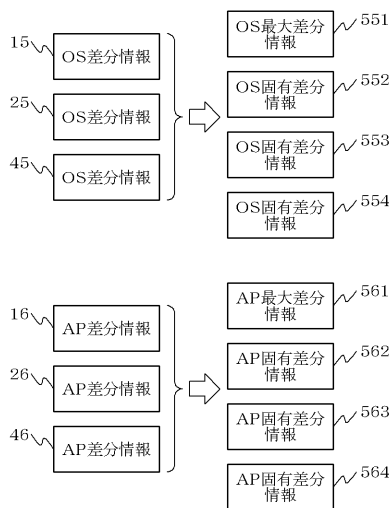 15
OS差分情報
25
OS差分情報
45
OS差分情報
OS最大差分
情報
551
OS固有差分
情報
552
OS固有差分
情報
553
OS固有差分
情報
554
16
AP差分情報
26
AP差分情報
46
AP差分情報
AP最大差分
情報
561
AP固有差分
情報
562
AP固有差分
情報
563
AP固有差分
情報
564